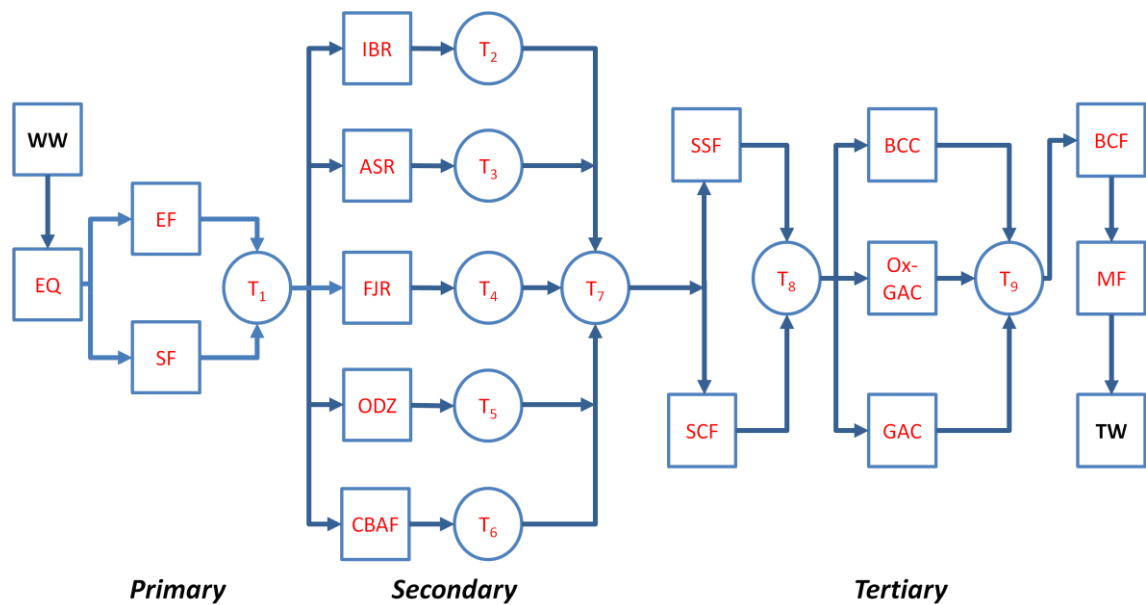 WW
EQ
EF
SF
T1
IBR
T2
ASR
T3
FJR
T4
ODZ
T5
CBAF
T6
T7
SSF
SCF
T8
BCC
Ox-
GAC
GAC
T9
BCF
MF
TW
Primary
Secondary
Tertiary